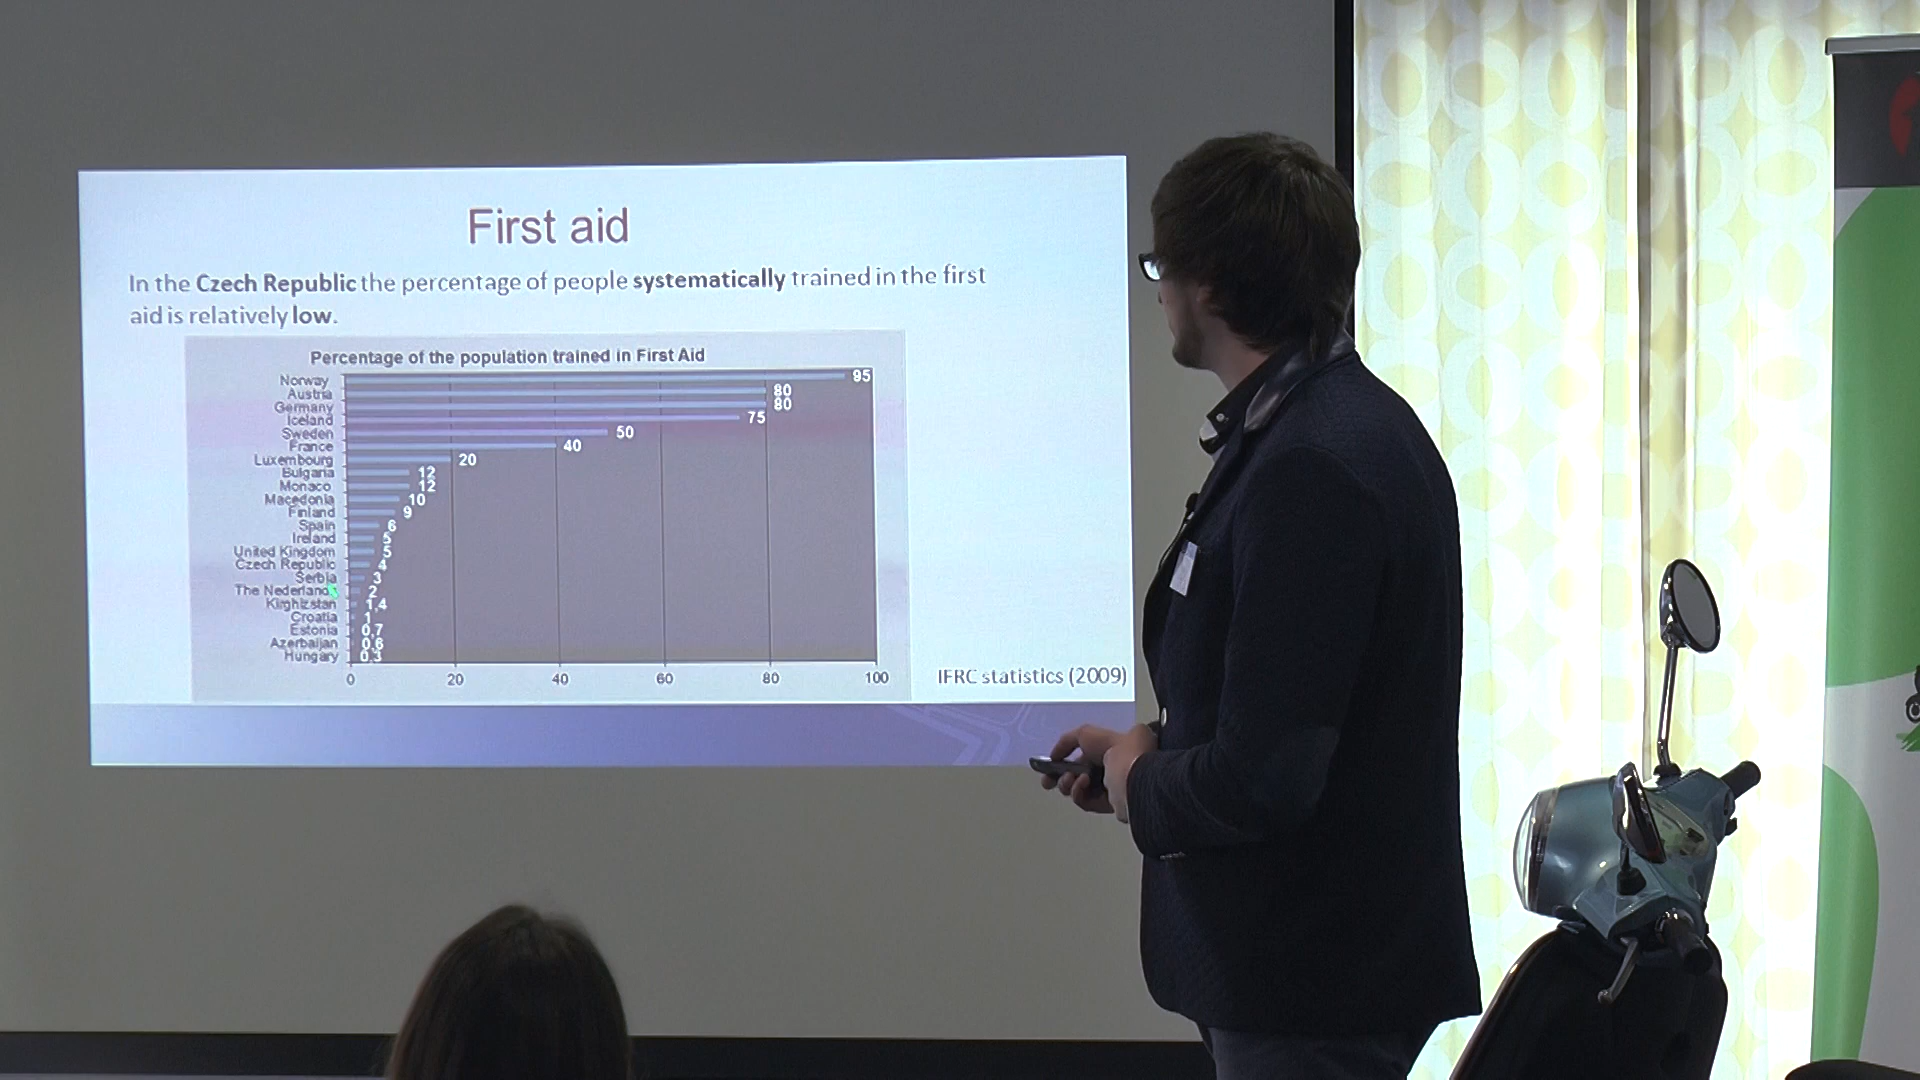 First aid
In the Czech Republic the percentage of people systematically trained in the first
aid is relatively low.
Percentage of the population trained in First Aid
Norway 95
Austria 80
Germany 80
Iceland 75
Sweden 50
France 40
Luxembourg 20
Bulgaria 12
Monaco 12
Macedonia 10
Finland 9
Spain 6
Ireland 5
United Kingdom 5
Czech Republic 4
Serbia 3
The Nederlands 2
Kirghizstan 1,4
Croatia 1
Estonia 0,7
Azerbaijan 0,6
Hungary 0,3
0 20 40 60 80 100
IFRC statistics (2009)